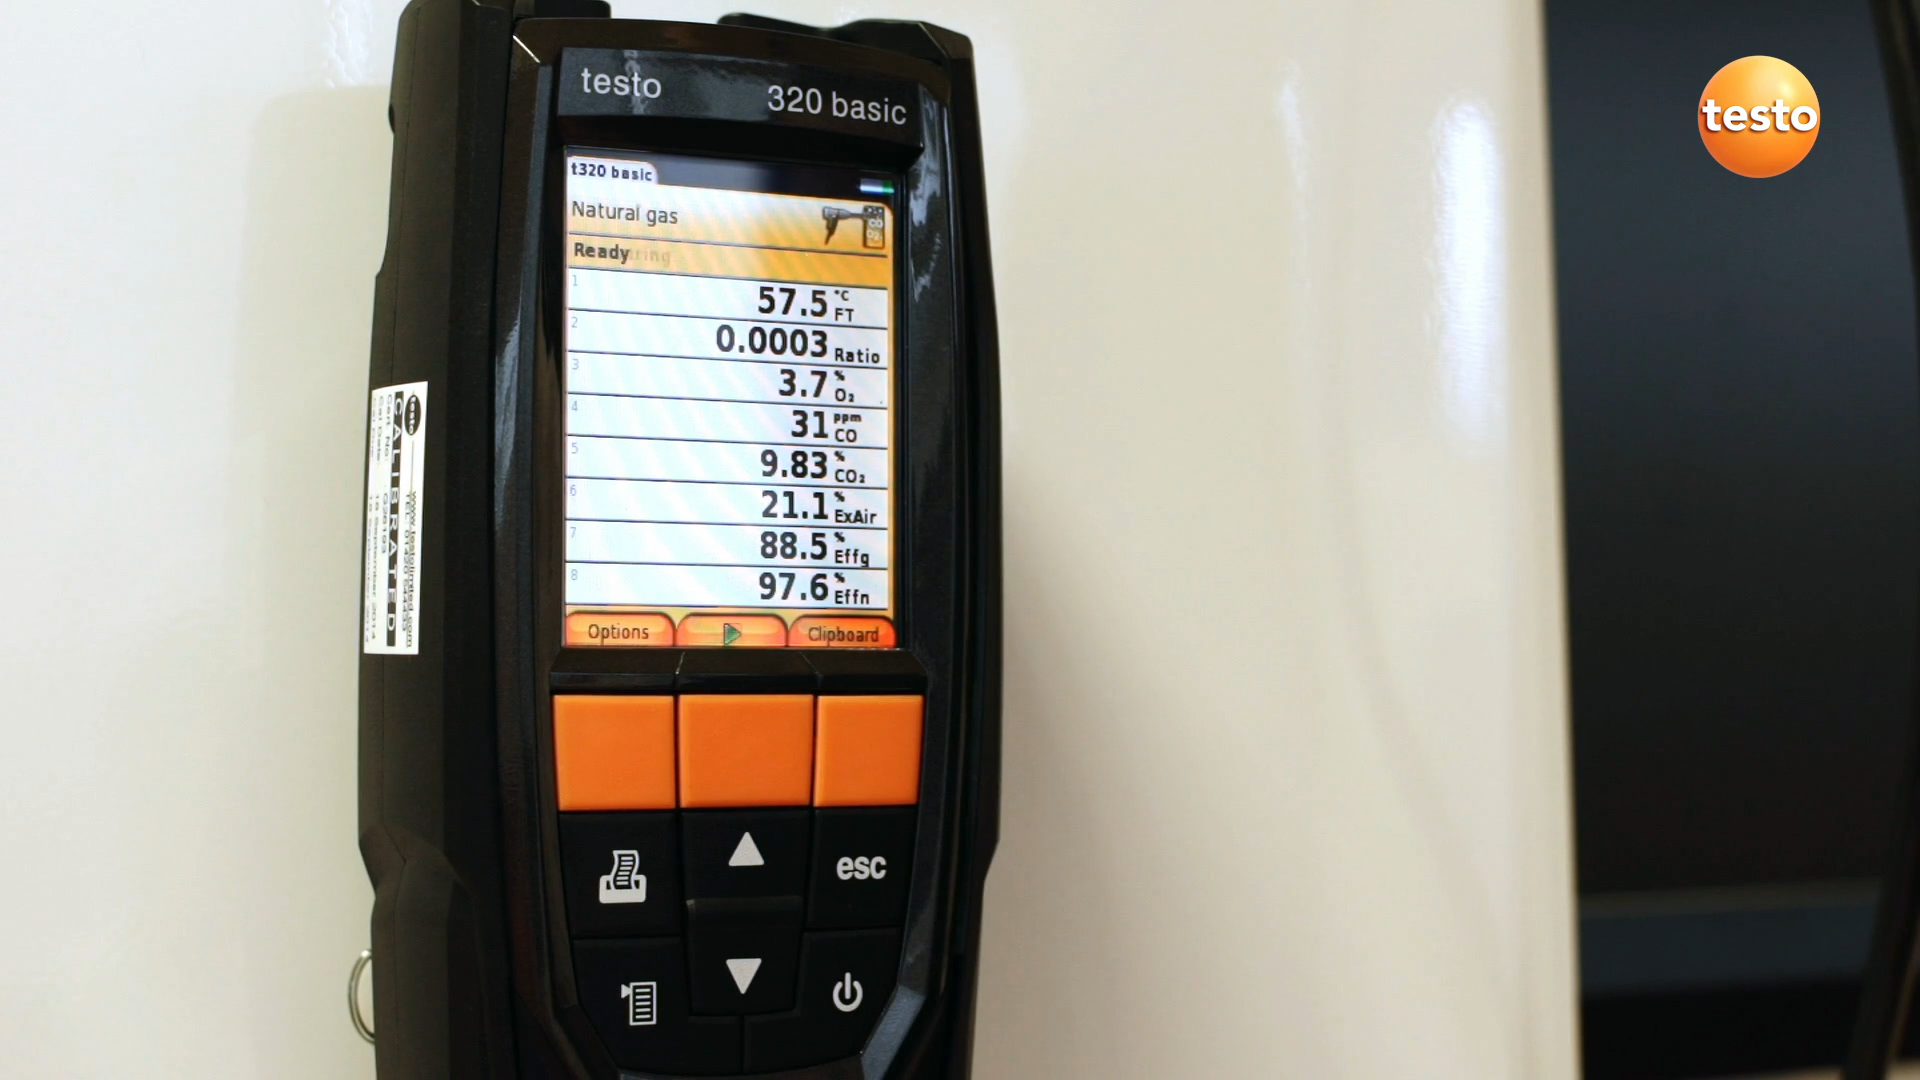 testo
320 basic
testo
t320 basic
Natural gas
Ready
1 57.5 °C FT
2 0.0003 Ratio
3 3.7 % O₂
4 31 ppm CO
5 9.83 % CO₂
6 21.1 % ExAir
7 88.5 % Effg
8 97.6 % Effn
Options Clipboard
esc
testo
CALIBRATED